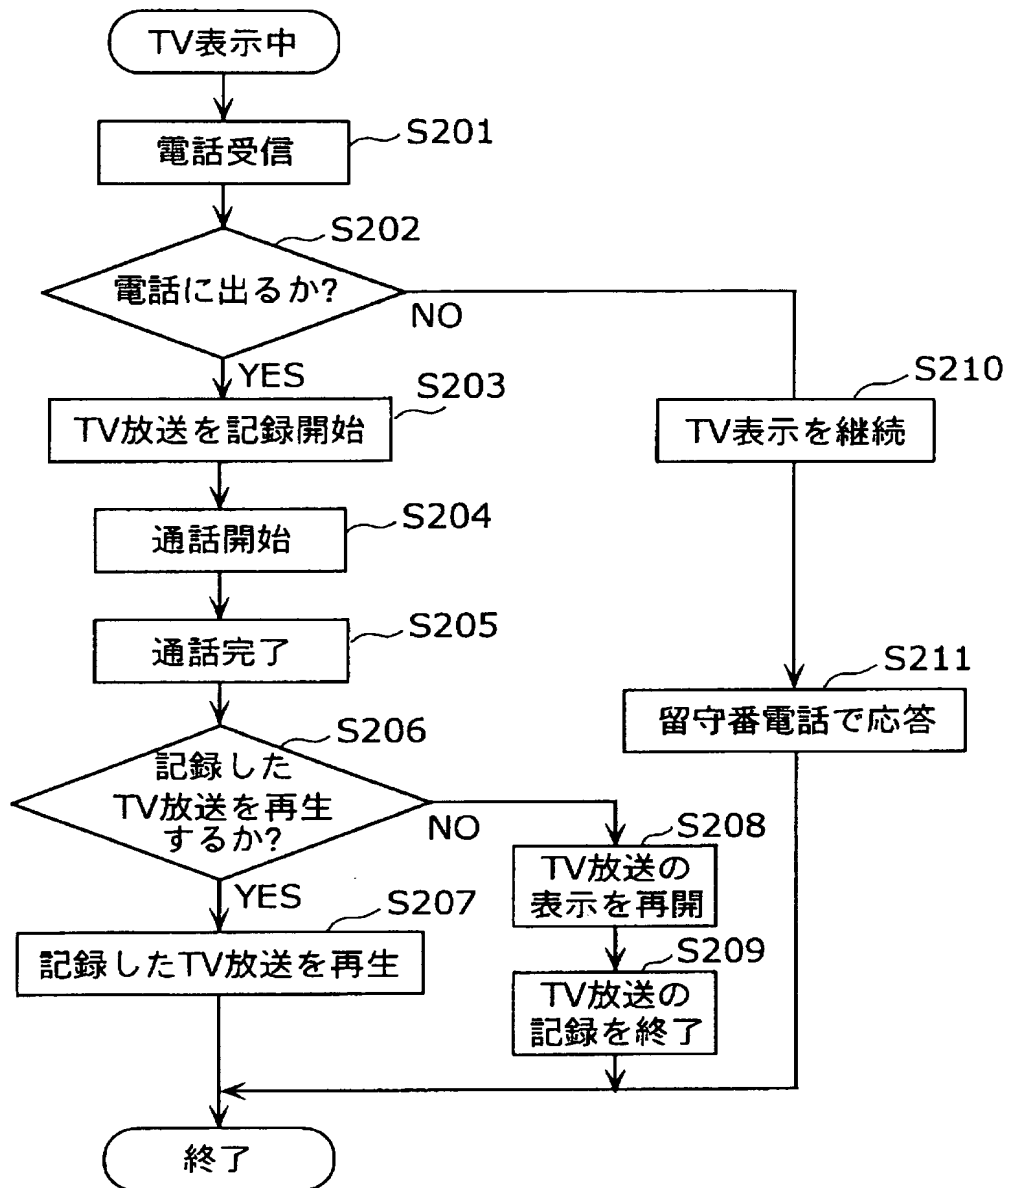 TV表示中
電話受信
S201
S202
電話に出るか?
NO
YES
S203
TV放送を記録開始
S210
TV表示を継続
S204
通話開始
S205
通話完了
S211
留守番電話で応答
S206
記録した
TV放送を再生
するか?
NO
YES
S208
TV放送の
表示を再開
S207
記録したTV放送を再生
S209
TV放送の
記録を終了
終了